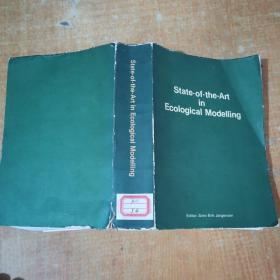 State-of-the-Art in Ecological Modelling
State-of-the-Art
in
Ecological Modelling
Editor: Sven Erik Jørgensen